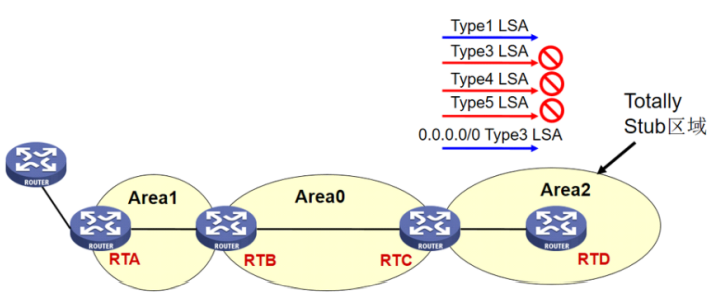 Type1 LSA
Type3 LSA
Type4 LSA
Type5 LSA
0.0.0.0/0 Type3 LSA
Totally
Stub区域
ROUTER
Area1
Area0
Area2
ROUTER
ROUTER
ROUTER
ROUTER
RTA
RTB
RTC
RTD